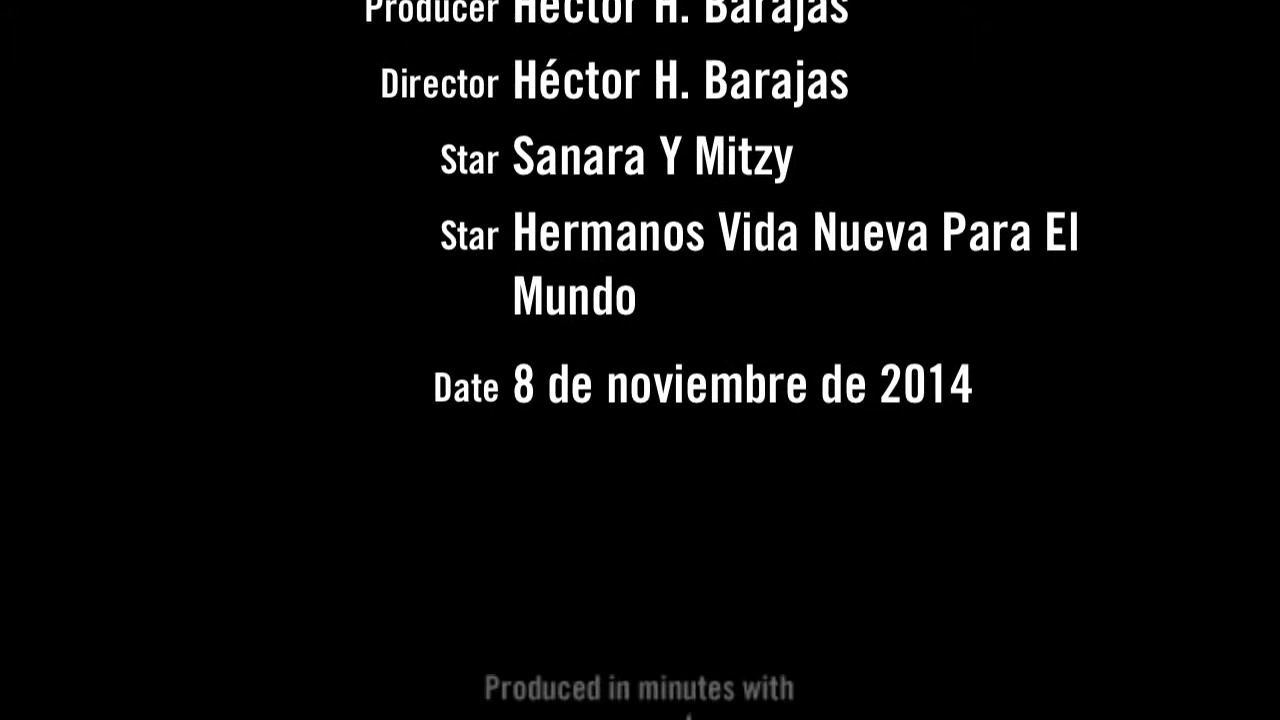 Producer Héctor H. Barajas
Director Héctor H. Barajas
Star Sanara Y Mitzy
Star Hermanos Vida Nueva Para El
Mundo
Date 8 de noviembre de 2014
Produced in minutes with